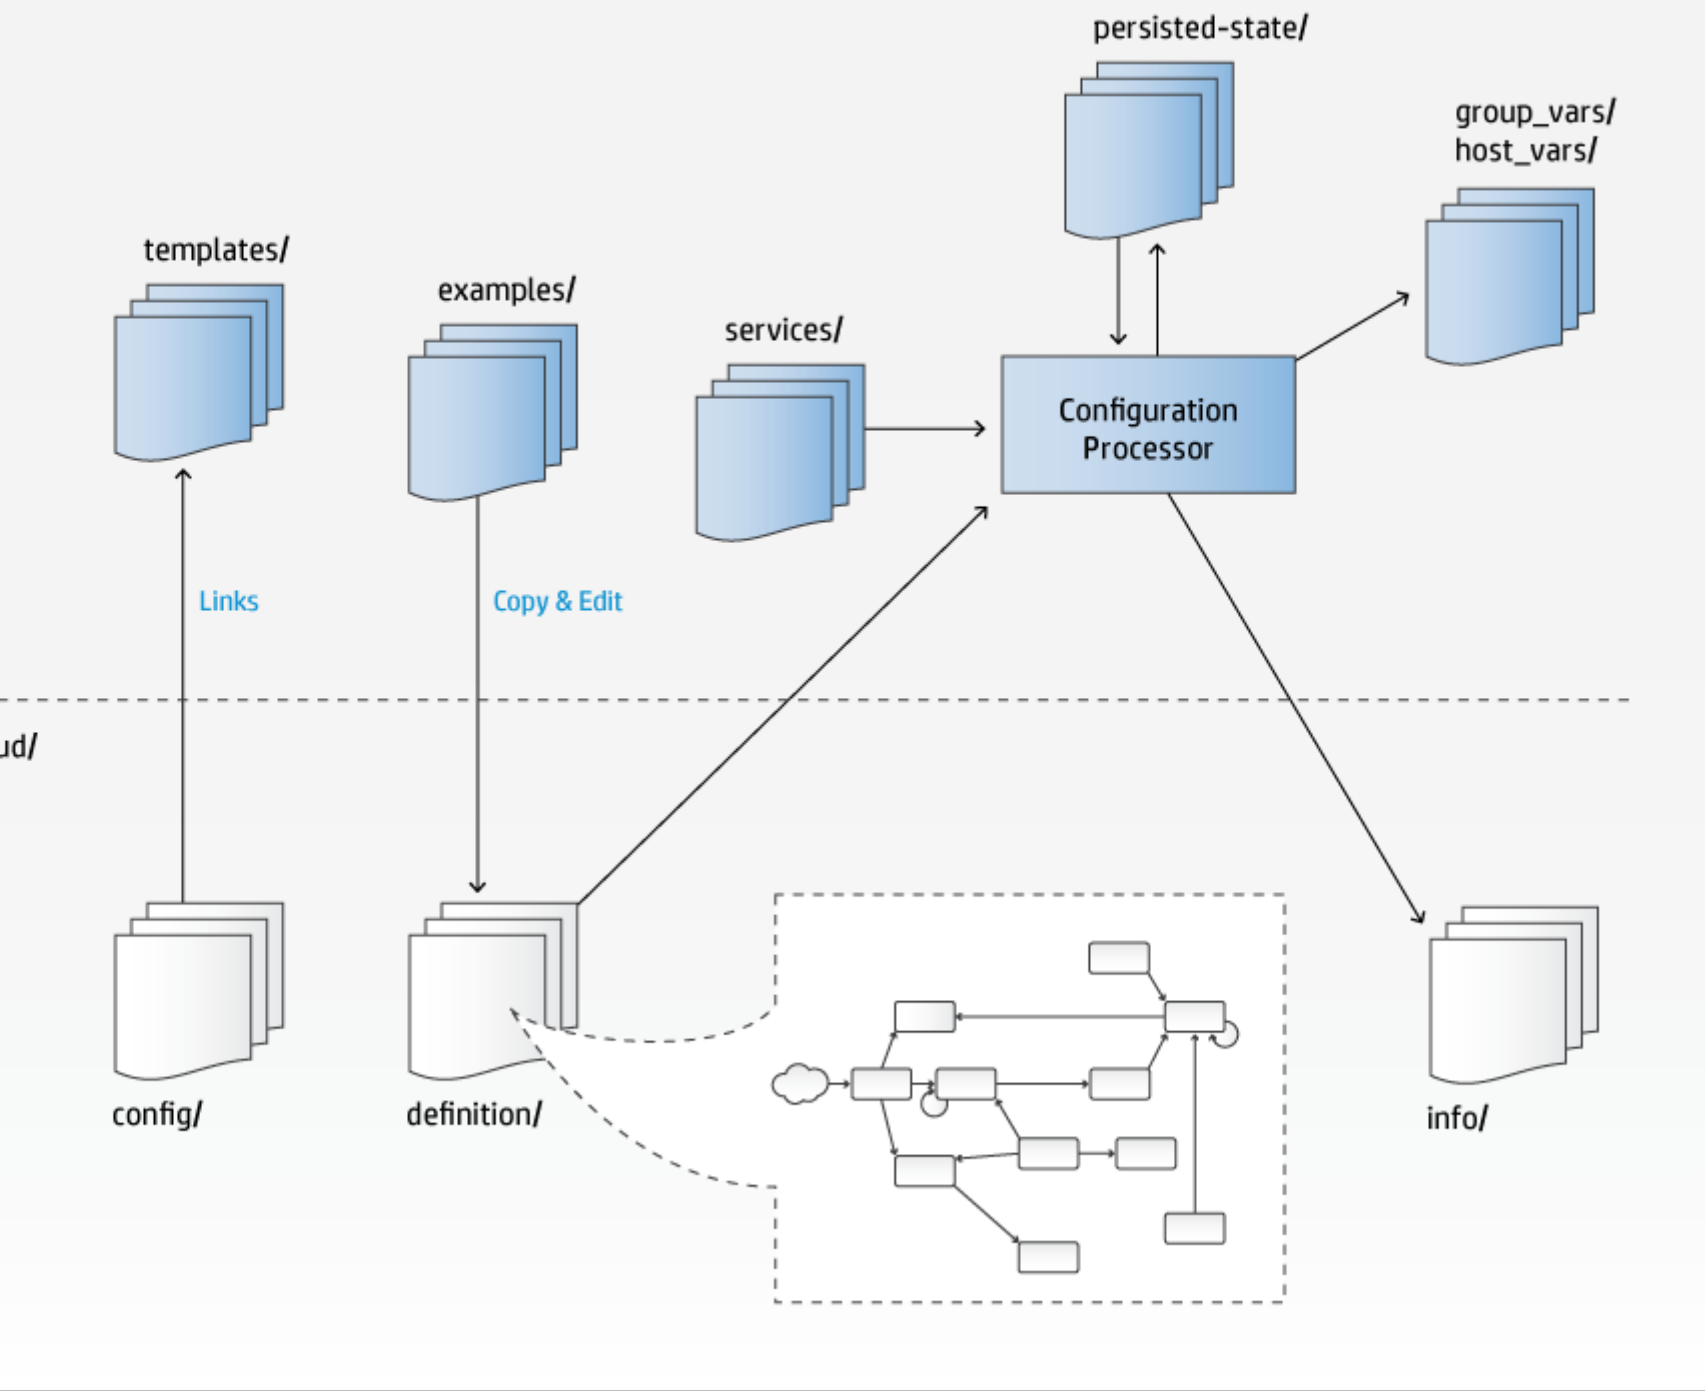 persisted-state/
group_vars/
host_vars/
templates/
examples/
services/
Configuration
Processor
Links
Copy & Edit
ud/
config/
definition/
info/